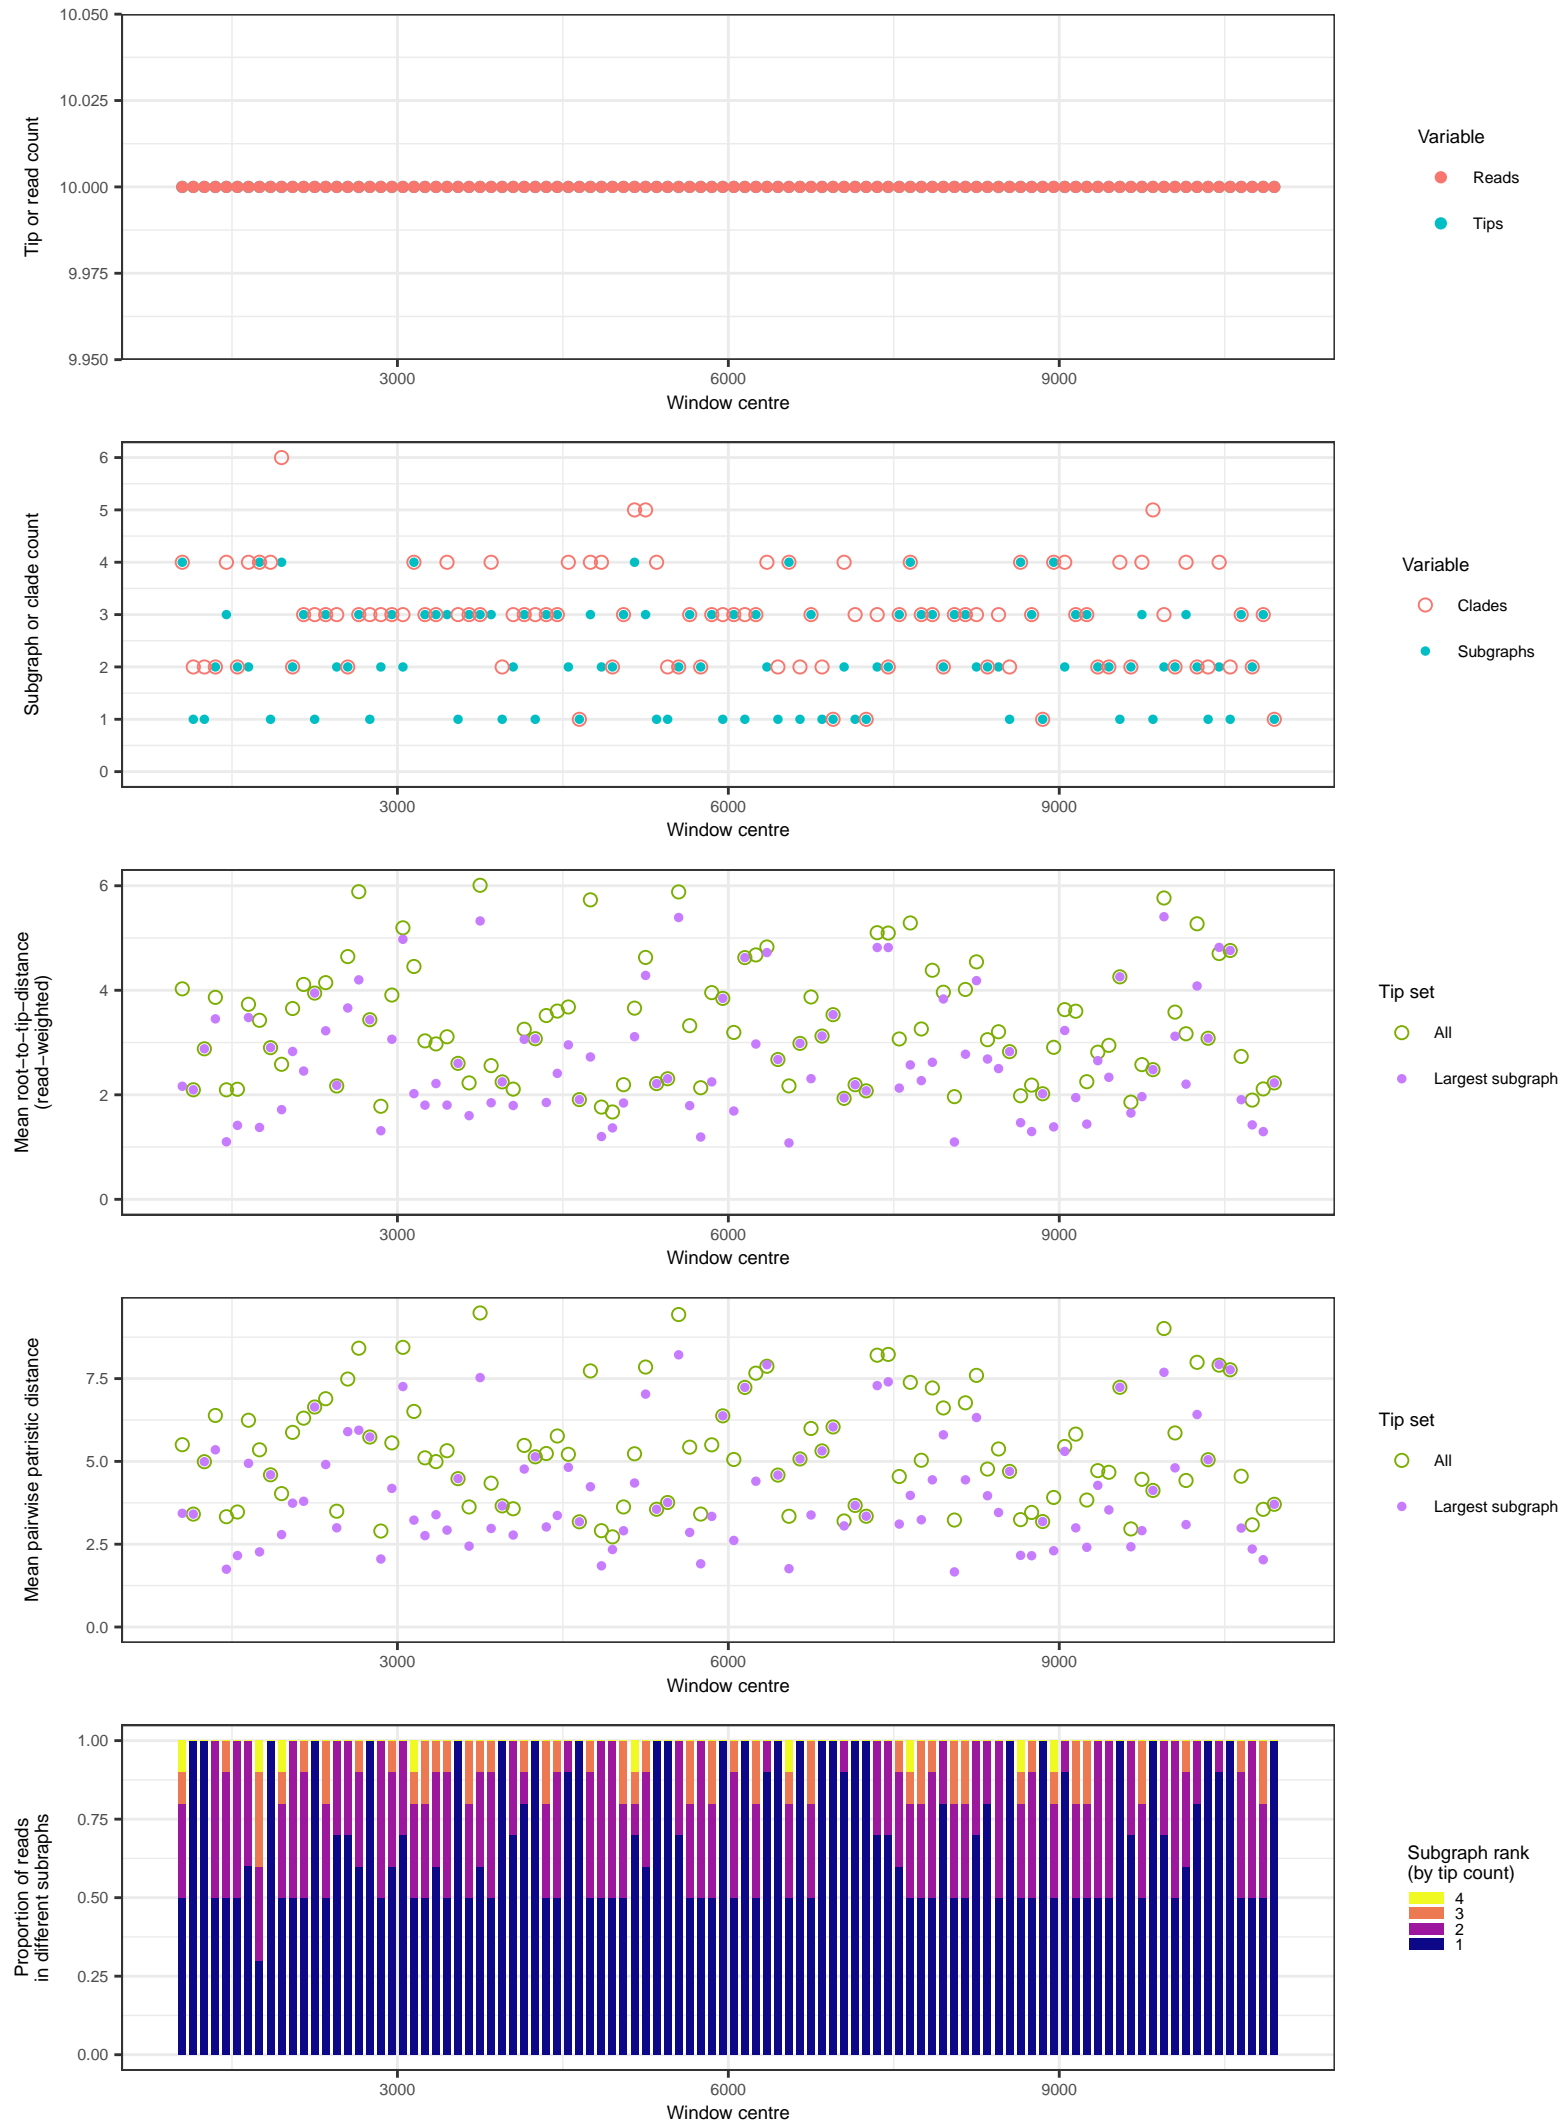 10.050
10.025
10.000
9.975
9.950
Tip or read count
3000 6000 9000
Window centre
Variable
Reads
Tips
6
5
4
3
2
1
0
Subgraph or clade count
3000 6000 9000
Window centre
Variable
Clades
Subgraphs
6
4
2
0
Mean root−to−tip−distance
(read−weighted)
3000 6000 9000
Window centre
Tip set
All
Largest subgraph
7.5
5.0
2.5
0.0
Mean pairwise patristic distance
3000 6000 9000
Window centre
Tip set
All
Largest subgraph
1.00
0.75
0.50
0.25
0.00
Proportion of reads
in different subraphs
3000 6000 9000
Window centre
Subgraph rank
(by tip count)
4
3
2
1